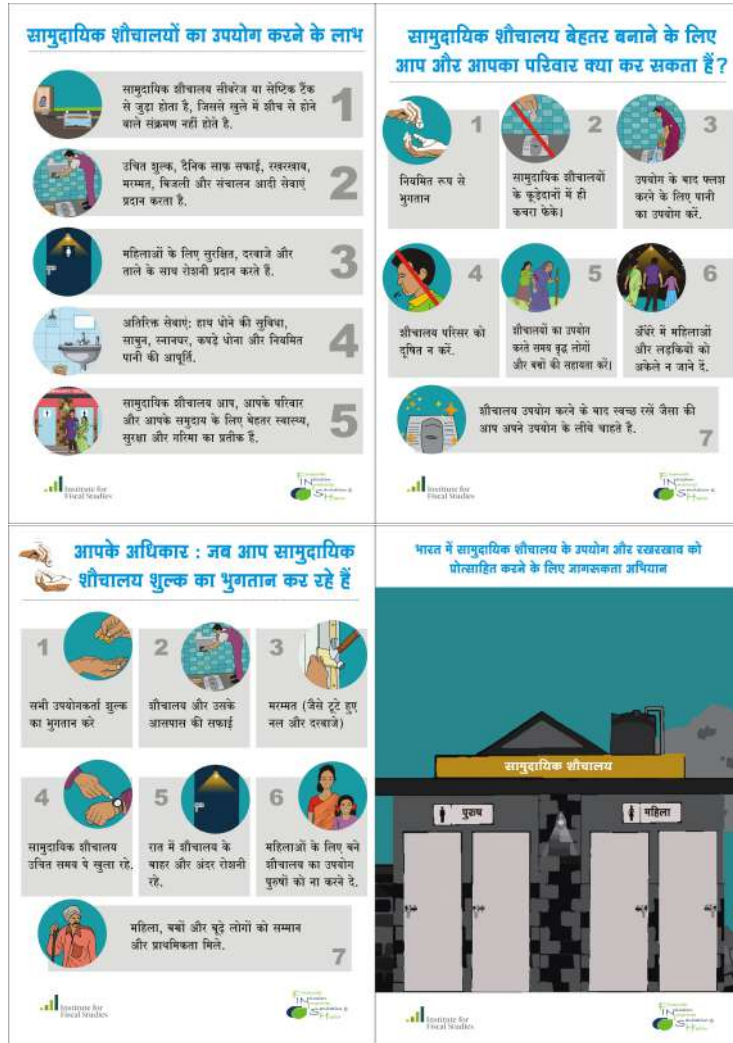 सामुदायिक शौचालयों का उपयोग करने के लाभ
सामुदायिक शौचालय सीबरेज या सेप्टिक टैंक
से जुड़ा होता है, जिससे खुले में शौच से होने
वाले संक्रमण नहीं होते है.
1
उचित शुल्क, दैनिक साफ़ सफाई, रखरखाव,
मरम्मत, बिजली और संचालन आदी सेवाएं
प्रदान करता है.
2
महिलाओं के लिए सुरक्षित, दरवाजे और
ताले के साथ रोशनी प्रदान करते हैं.
3
अतिरिक्त सेवाएं: हाथ धोने की सुविधा,
साबुन, स्नानघर, कपड़े धोना और नियमित
पानी की आपूर्ति.
4
सामुदायिक शौचालय आप, आपके परिवार
और आपके समुदाय के लिए बेहतर स्वास्थ्य,
सुरक्षा और गरिमा का प्रतीक हैं.
5
Institute for
Fiscal Studies
सामुदायिक शौचालय बेहतर बनाने के लिए
आप और आपका परिवार क्या कर सकता हैं?
1
नियमित रूप से
भुगतान
2
सामुदायिक शौचालयों
के कूड़ेदानों में ही
कचरा फेके।
3
उपयोग के बाद फ्लश
करने के लिए पानी
का उपयोग करें.
4
शौचालय परिसर को
दूषित न करें.
5
शौचालयों का उपयोग
करते समय वृद्ध लोगों
और बच्चों की सहायता करें।
6
अँधेरे में महिलाओं
और लड़कियों को
अकेले न जाने दें.
शौचालय उपयोग करने के बाद स्वच्छ रखें जैसा की
आप अपने उपयोग के लीये चाहते है.
7
Institute for
Fiscal Studies
आपके अधिकार : जब आप सामुदायिक
शौचालय शुल्क का भुगतान कर रहे हैं
1
सभी उपयोगकर्ता शुल्क
का भुगतान करे
2
शौचालय और उसके
आसपास की सफाई
3
मरम्मत (जैसे टूटे हुए
नल और दरवाजे)
4
सामुदायिक शौचालय
उचित समय पे खुला रहे.
5
रात में शौचालय के
बाहर और अंदर रोशनी
रहे.
6
महिलाओं के लिए बने
शौचालय का उपयोग
पुरुषों को ना करने दे.
महिला, बच्चों और बूढ़े लोगों को सम्मान
और प्राथमिकता मिले.
7
Institute for
Fiscal Studies
भारत में सामुदायिक शौचालय के उपयोग और रखरखाव को
प्रोत्साहित करने के लिए जागरूकता अभियान
सामुदायिक शौचालय
पुरुष
महिला
Institute for
Fiscal Studies